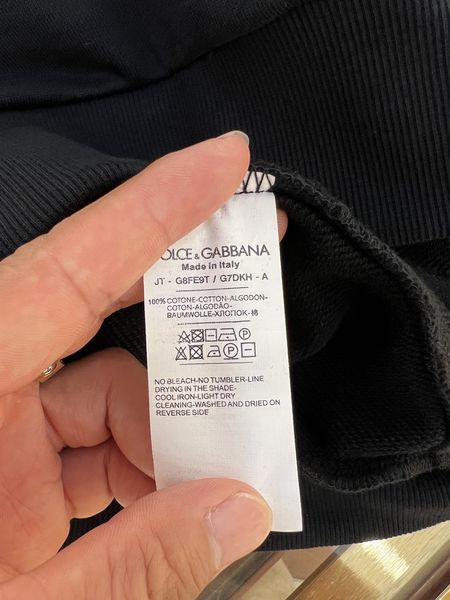 DOLCE & GABBANA
Made in Italy
JT - G8FE9T / G7DKH - A
100% COTONE-COTTON-ALGODON-
COTON-ALGODÃO-
BAUMWOLLE-ХЛОПОК-棉
NO BLEACH-NO TUMBLER-LINE
DRYING IN THE SHADE-
COOL IRON-LIGHT DRY
CLEANING-WASHED AND DRIED ON
REVERSE SIDE